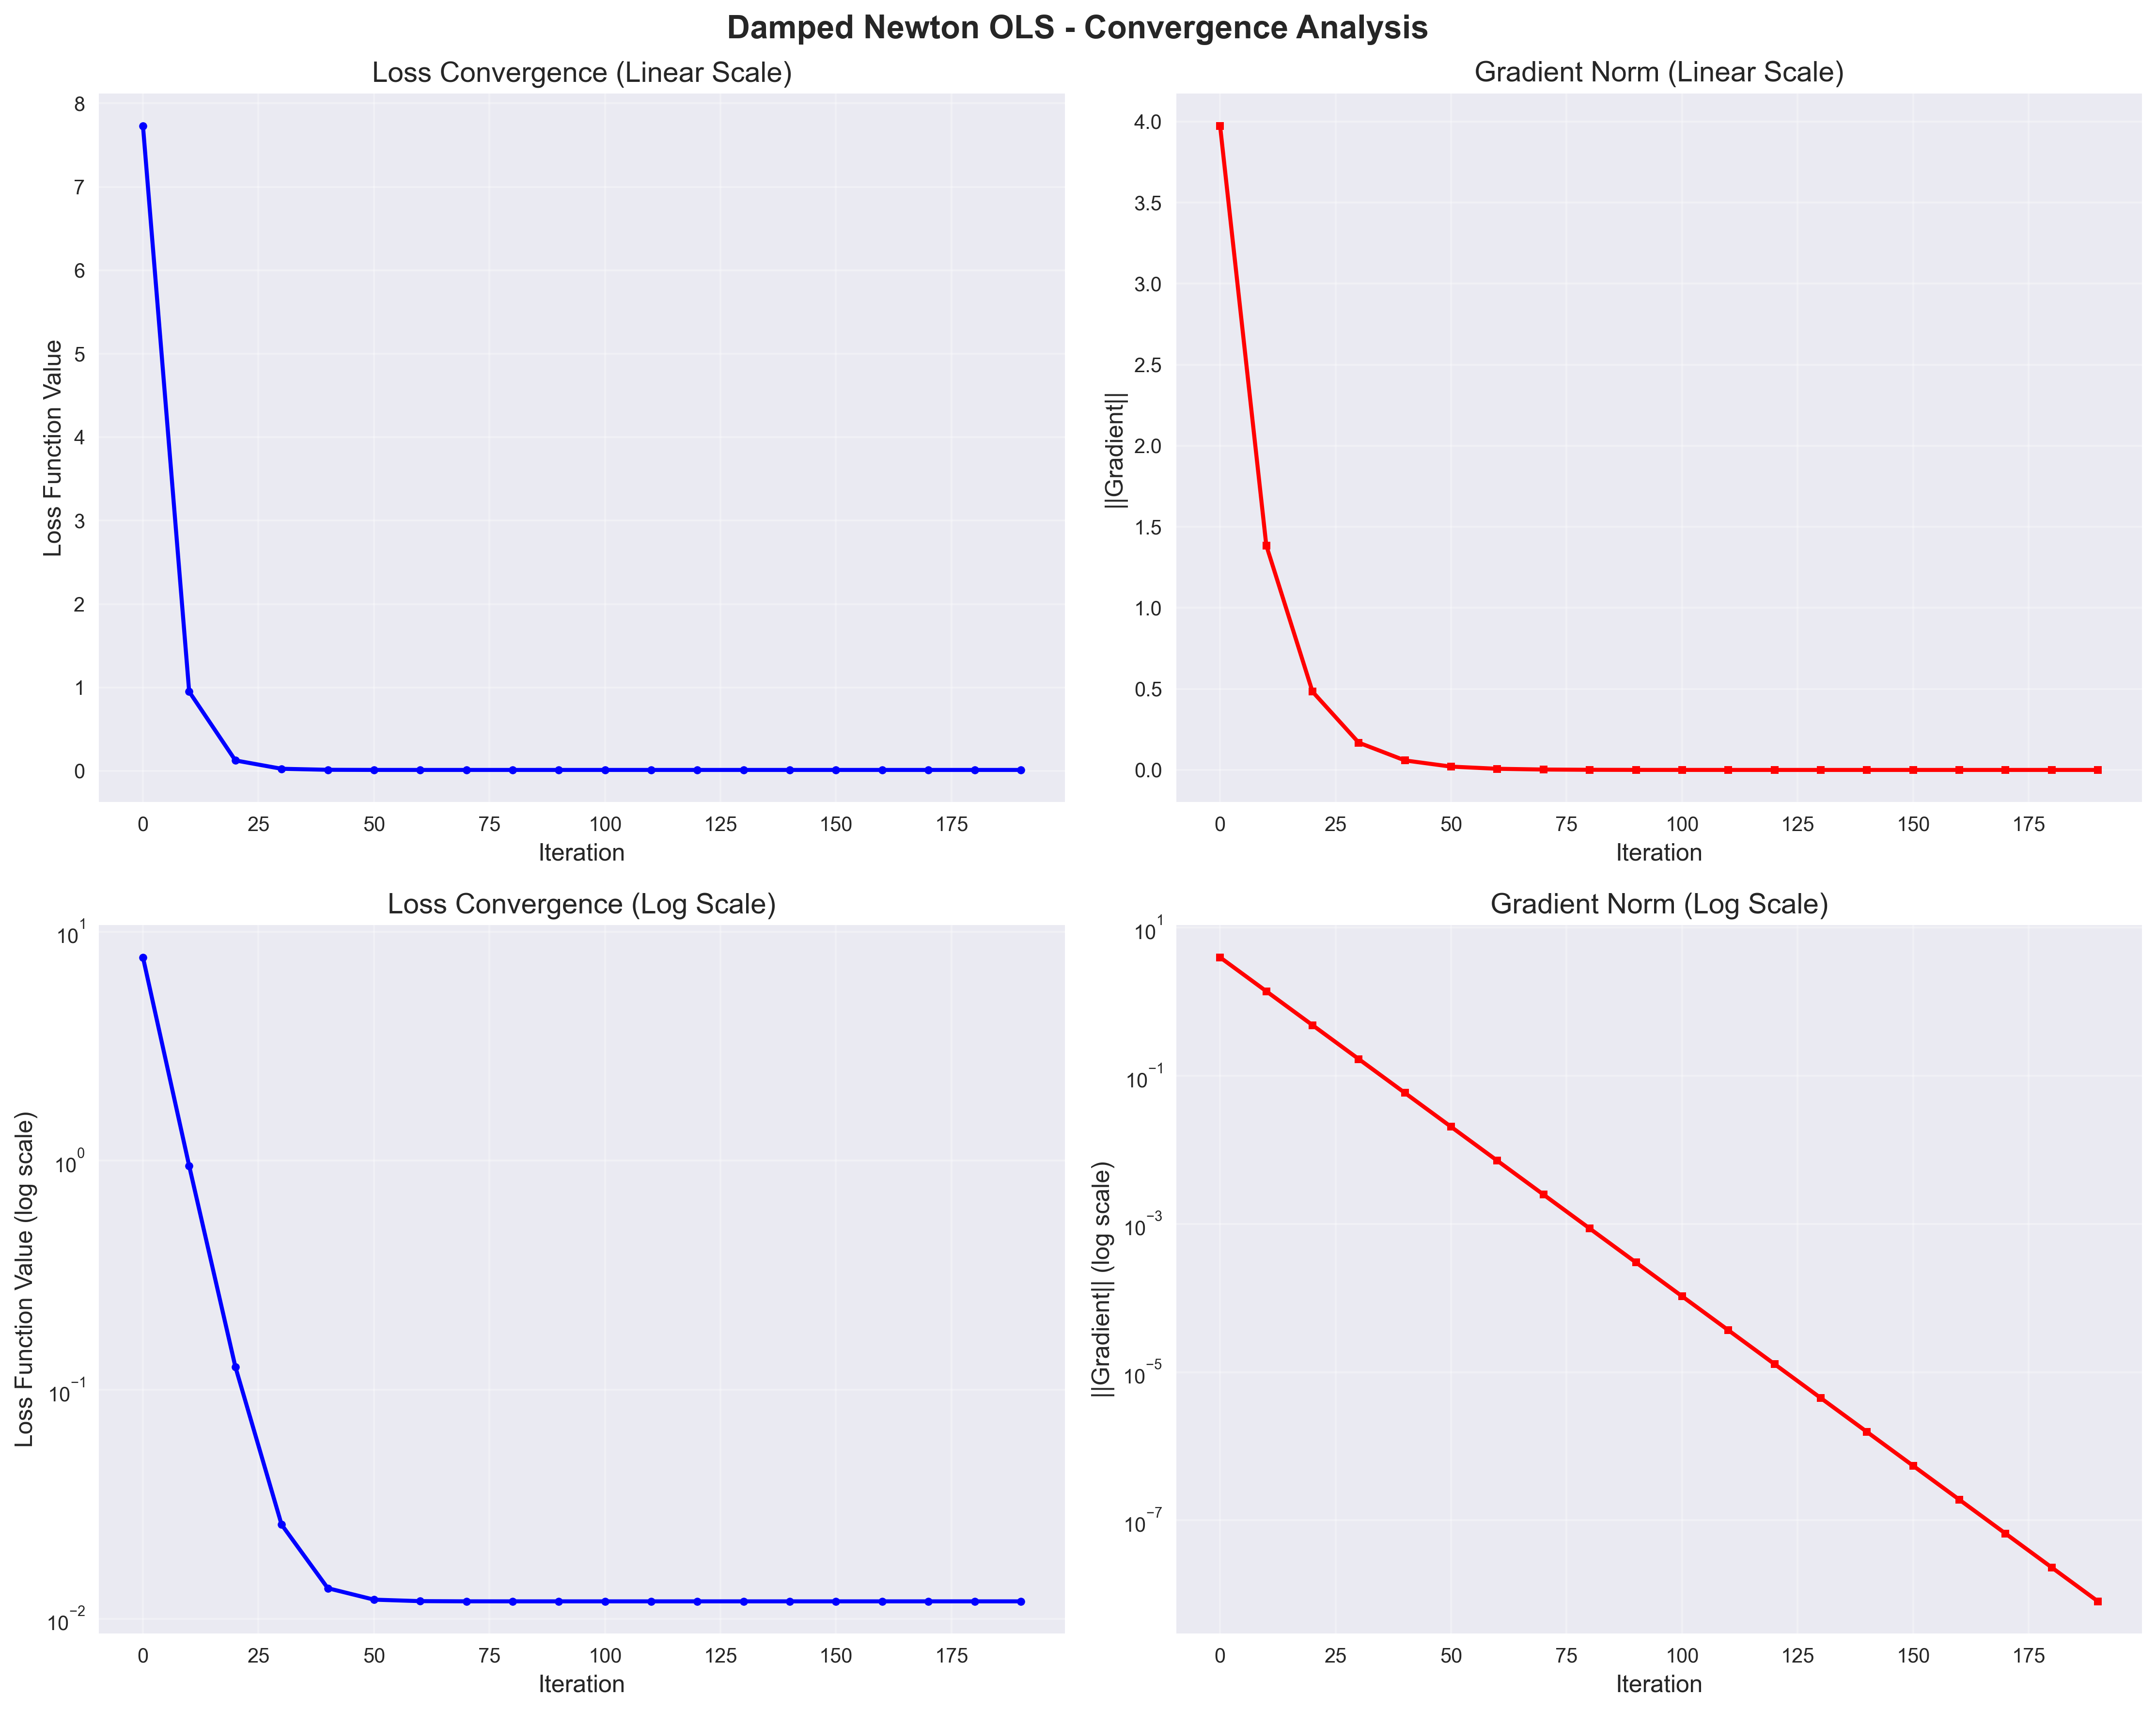 Damped Newton OLS - Convergence Analysis
Loss Convergence (Linear Scale)
Loss Function Value
8
7
6
5
4
3
2
1
0
0 25 50 75 100 125 150 175
Iteration
Gradient Norm (Linear Scale)
||Gradient||
4.0
3.5
3.0
2.5
2.0
1.5
1.0
0.5
0.0
0 25 50 75 100 125 150 175
Iteration
Loss Convergence (Log Scale)
Loss Function Value (log scale)
10¹
10⁰
10⁻¹
10⁻²
0 25 50 75 100 125 150 175
Iteration
Gradient Norm (Log Scale)
||Gradient|| (log scale)
10¹
10⁻¹
10⁻³
10⁻⁵
10⁻⁷
0 25 50 75 100 125 150 175
Iteration